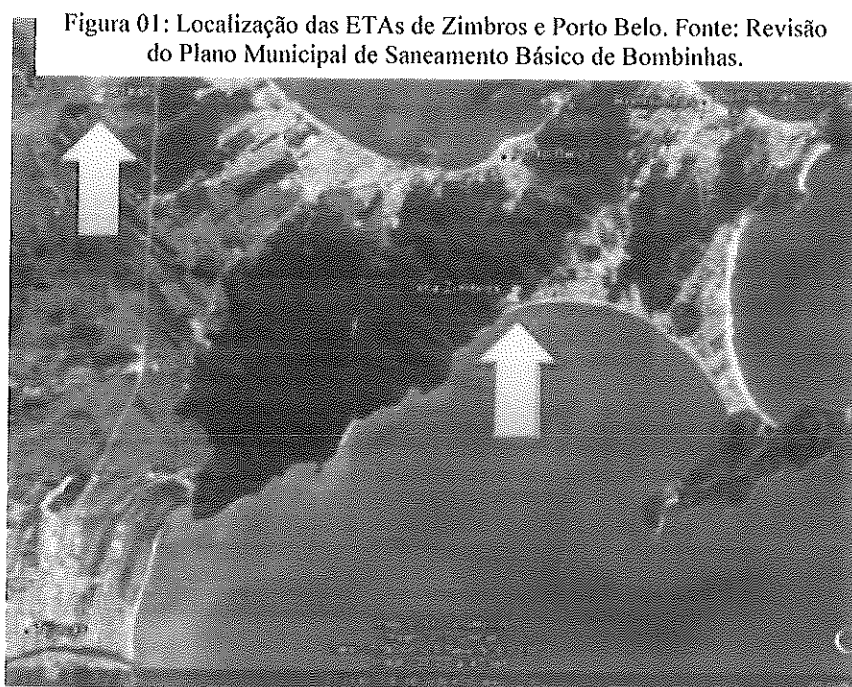 Figura 01: Localização das ETAs de Zimbros e Porto Belo. Fonte: Revisão
do Plano Municipal de Saneamento Básico de Bombinhas.